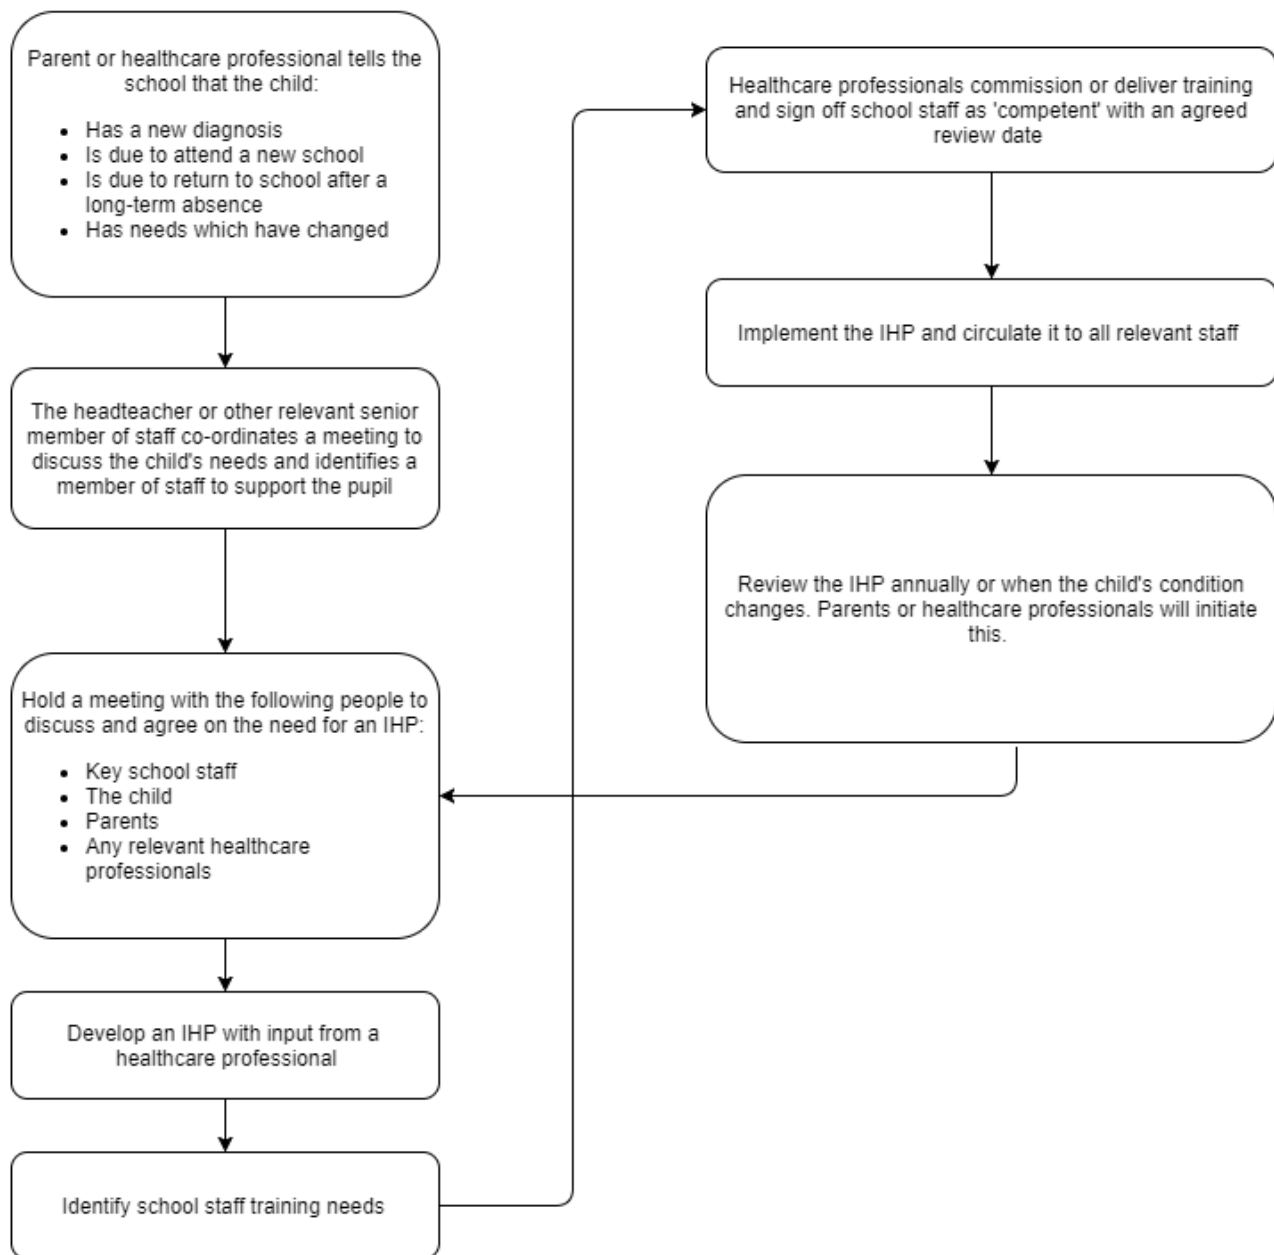 Parent or healthcare professional tells the
school that the child:
• Has a new diagnosis
• Is due to attend a new school
• Is due to return to school after a
long-term absence
• Has needs which have changed
The headteacher or other relevant senior
member of staff co-ordinates a meeting to
discuss the child's needs and identifies a
member of staff to support the pupil
Hold a meeting with the following people to
discuss and agree on the need for an IHP:
• Key school staff
• The child
• Parents
• Any relevant healthcare
professionals
Develop an IHP with input from a
healthcare professional
Identify school staff training needs
Healthcare professionals commission or deliver training
and sign off school staff as 'competent' with an agreed
review date
Implement the IHP and circulate it to all relevant staff
Review the IHP annually or when the child's condition
changes. Parents or healthcare professionals will initiate
this.